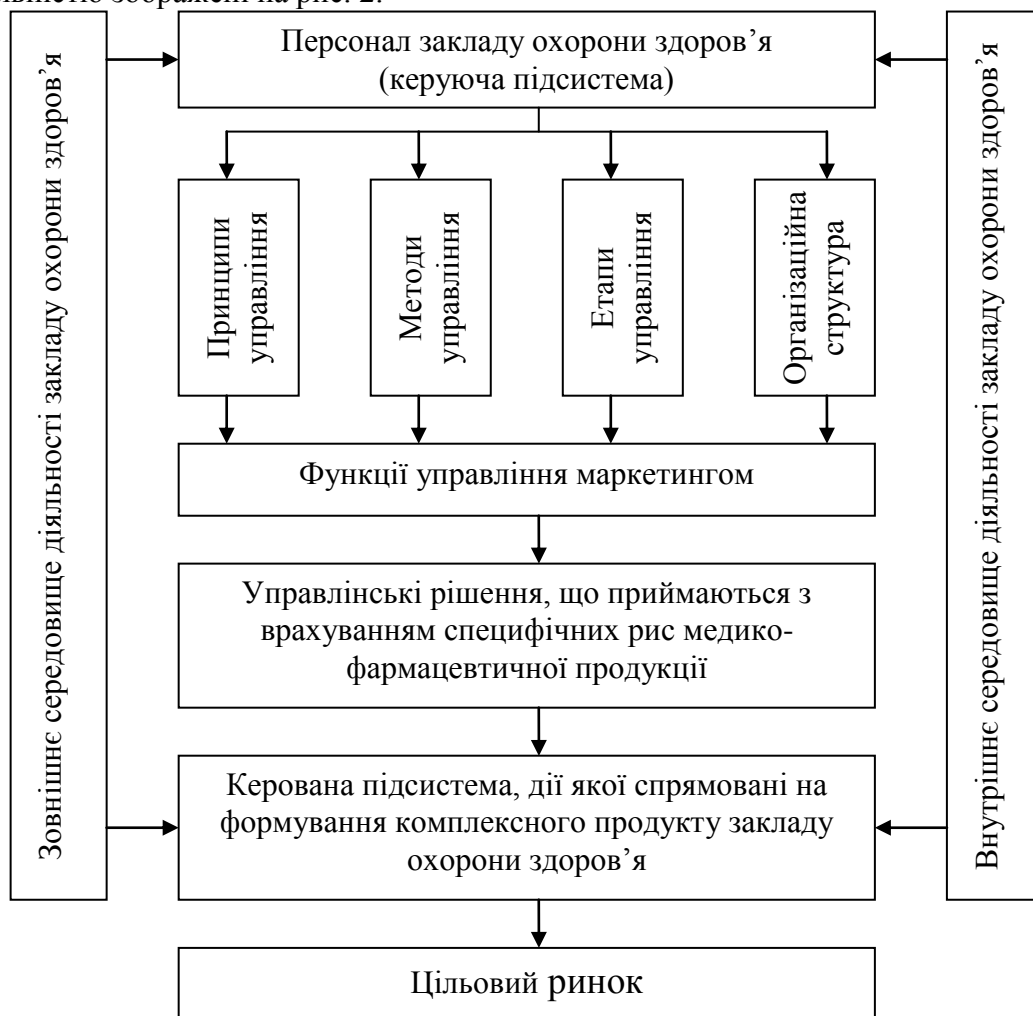 зображені на рис. 2.
Персонал закладу охорони здоров’я
(керуюча підсистема)
Зовнішнє середовище діяльності закладу охорони здоров’я
Внутрішнє середовище діяльності закладу охорони здоров’я
Принципи
управління
Методи
управління
Етапи
управління
Організаційна
структура
Функції управління маркетингом
Управлінські рішення, що приймаються з
врахуванням специфічних рис медико-
фармацевтичної продукції
Керована підсистема, дії якої спрямовані на
формування комплексного продукту закладу
охорони здоров’я
Цільовий ринок